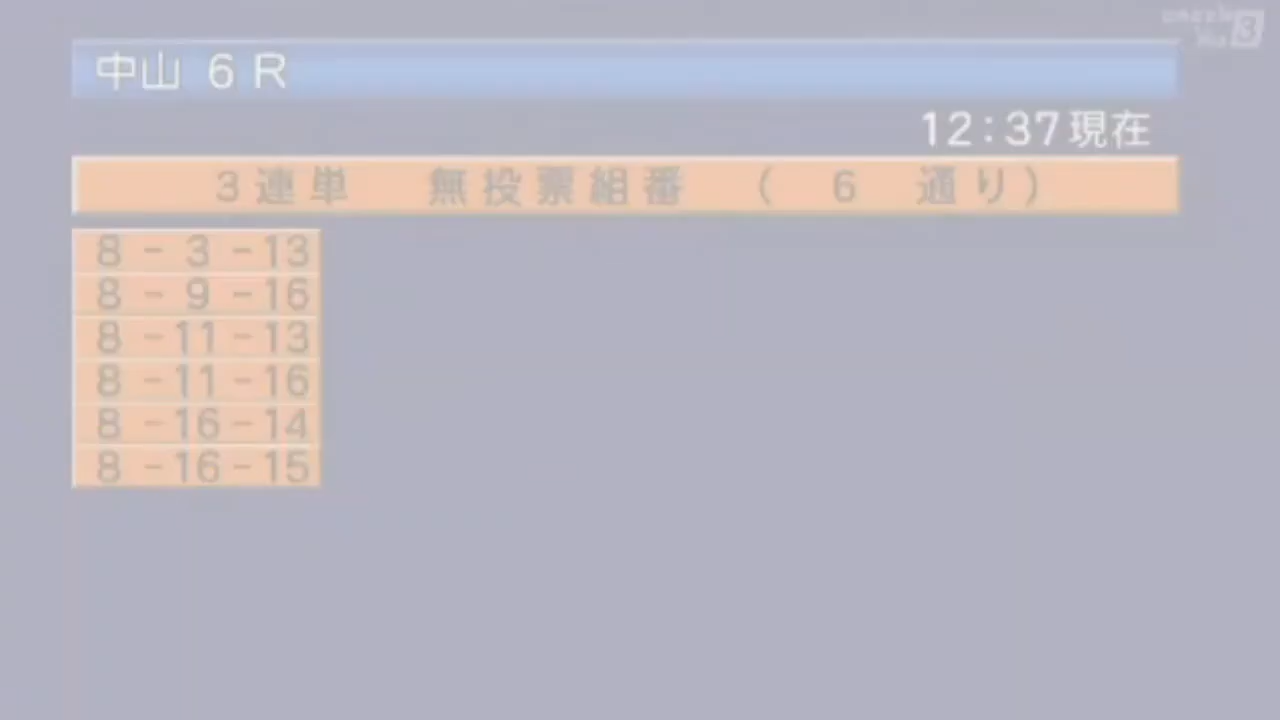 中山 6 R
12:37現在
3連単 無投票組番 ( 6 通り)
8 - 3 -13
8 - 9 -16
8 -11-13
8 -11-16
8 -16-14
8 -16-15